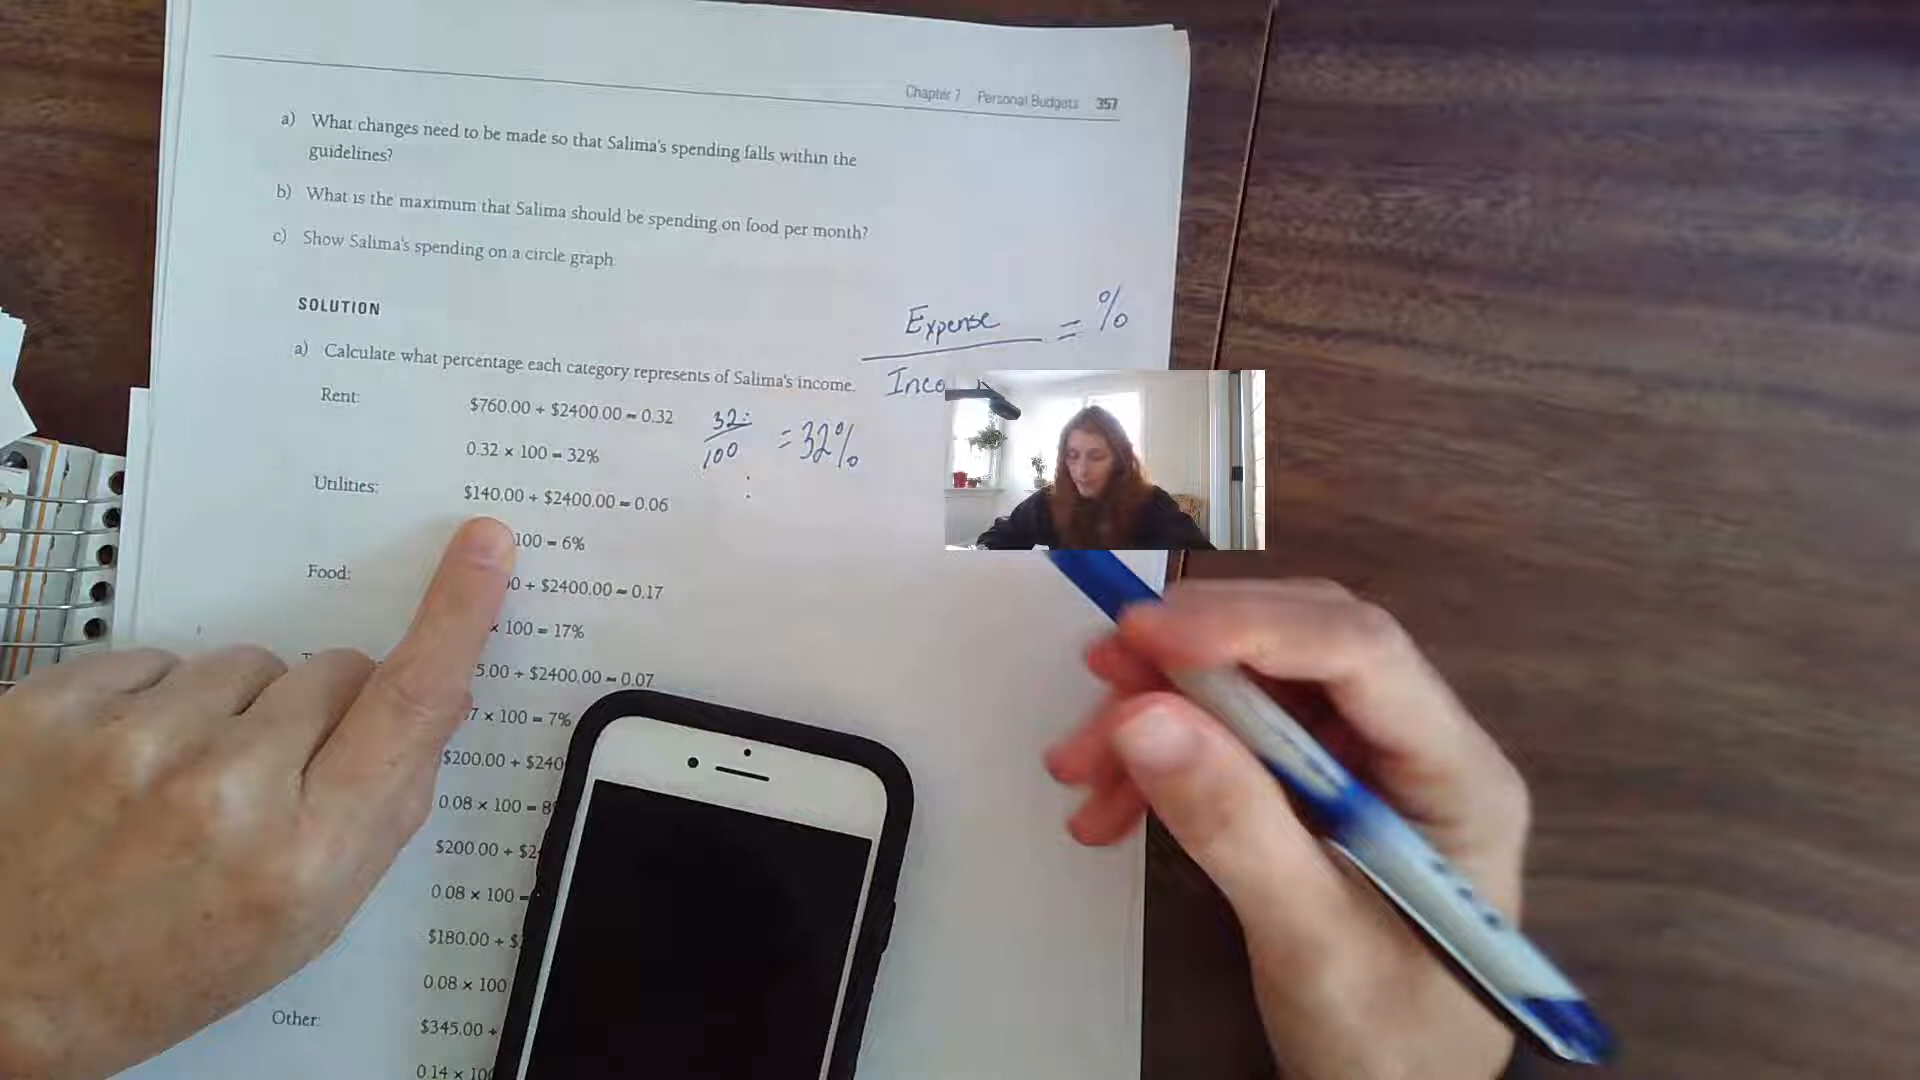 Chapter 7 Personal Budgets 357
a) What changes need to be made so that Salima's spending falls within the
guidelines?
b) What is the maximum that Salima should be spending on food per month?
c) Show Salima's spending on a circle graph
SOLUTION
Expense = %
Inco
a) Calculate what percentage each category represents of Salima's income.
Rent: $760.00 ÷ $2400.00 = 0.32
32
100 = 32%
0.32 × 100 = 32%
Utilities: $140.00 ÷ $2400.00 = 0.06
100 = 6%
Food: 0 ÷ $2400.00 = 0.17
× 100 = 17%
5.00 ÷ $2400.00 = 0.07
7 × 100 = 7%
$200.00 ÷ $240
0.08 × 100 = 8
$200.00 ÷ $2
0.08 × 100 =
$180.00 ÷ $
0.08 × 100
Other: $345.00 ÷
0.14 × 100